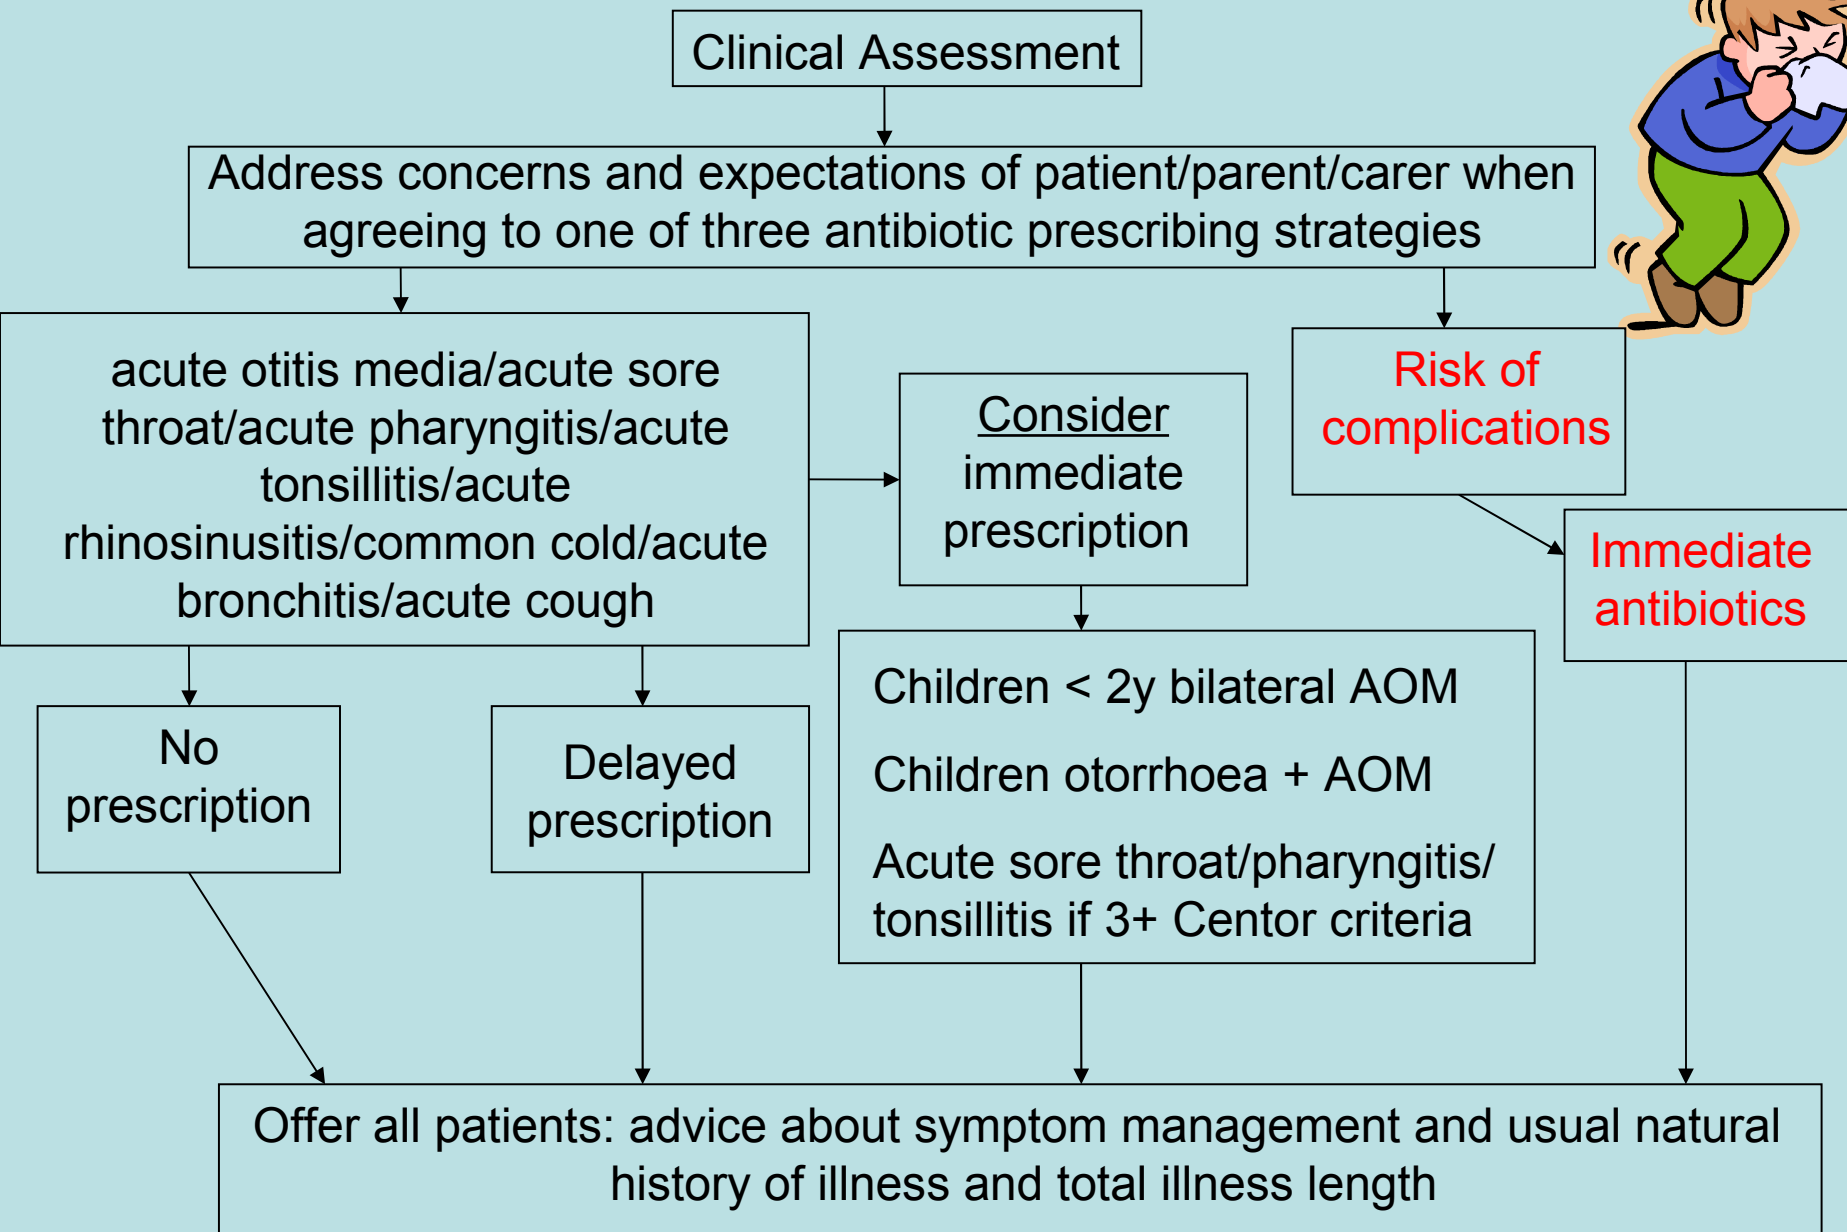 Clinical Assessment
Address concerns and expectations of patient/parent/carer when
agreeing to one of three antibiotic prescribing strategies
acute otitis media/acute sore
throat/acute pharyngitis/acute
tonsillitis/acute
rhinosinusitis/common cold/acute
bronchitis/acute cough
Consider
immediate
prescription
Risk of
complications
Immediate
antibiotics
No
prescription
Delayed
prescription
Children < 2y bilateral AOM
Children otorrhoea + AOM
Acute sore throat/pharyngitis/
tonsillitis if 3+ Centor criteria
Offer all patients: advice about symptom management and usual natural
history of illness and total illness length